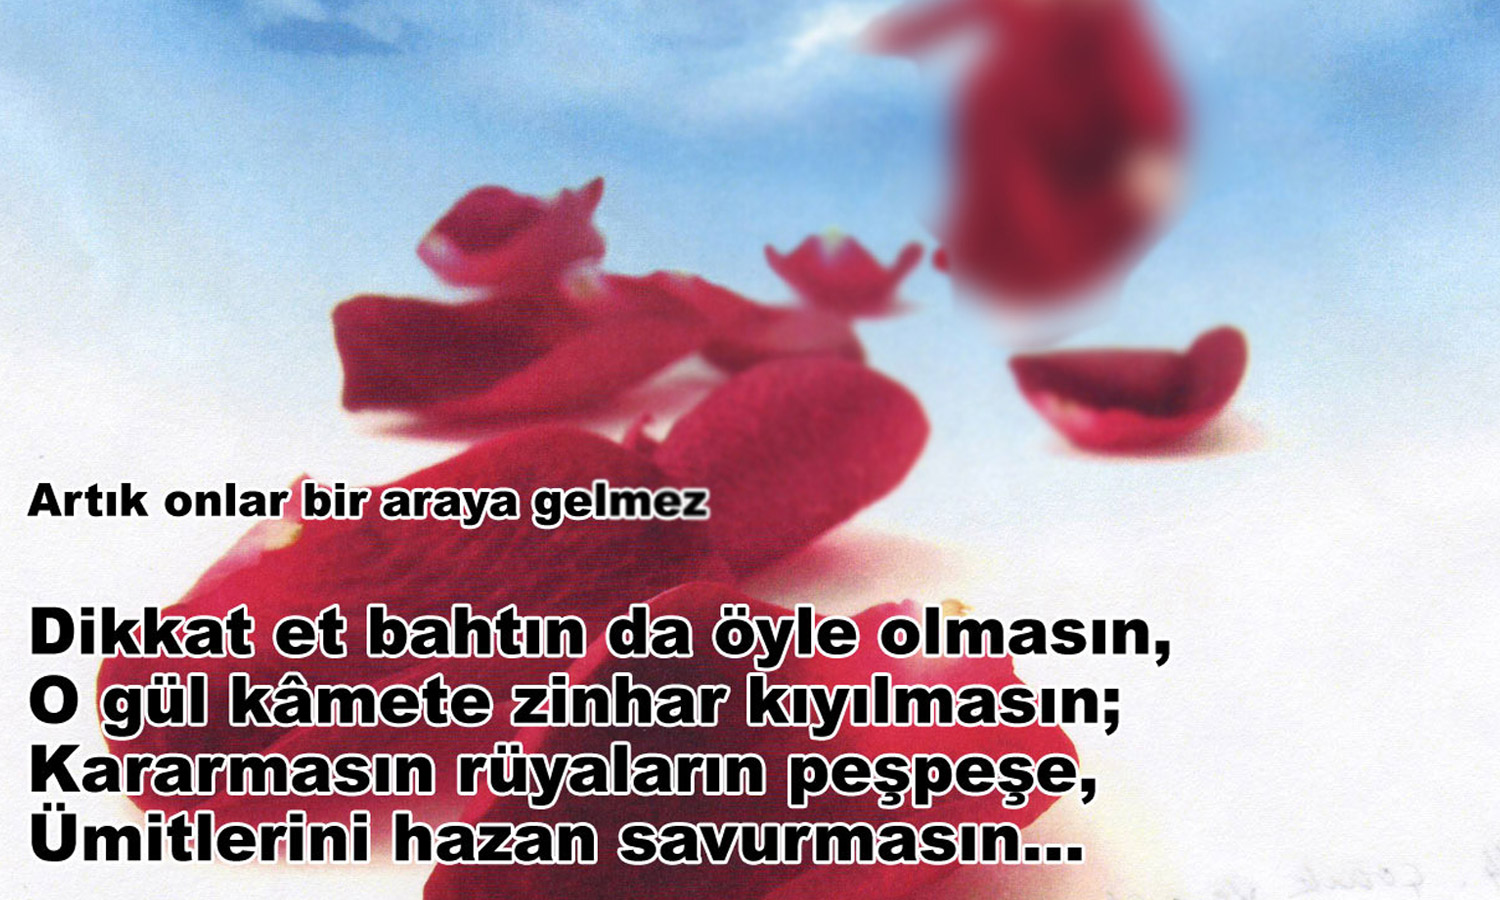 Artık onlar bir araya gelmez
Dikkat et bahtın da öyle olmasın,
O gül kâmete zinhar kıyılmasın;
Kararmasın rüyaların peşpeşe,
Ümitlerini hazan savurmasın...